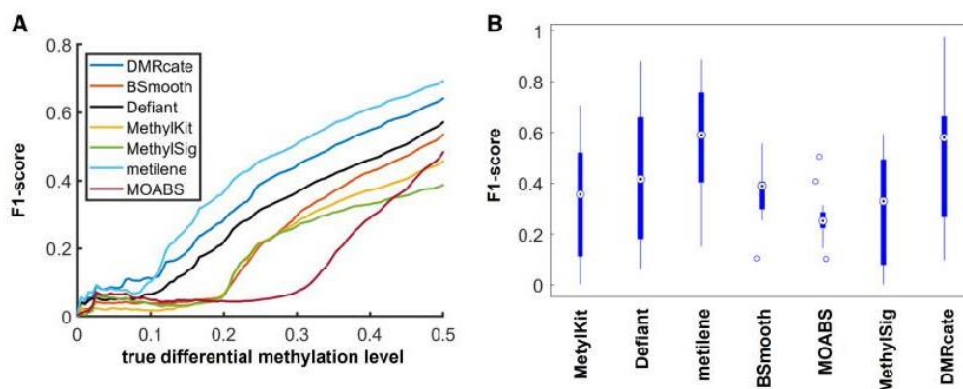 A
F1-score
0.8
0.6
0.4
0.2
0
DMRcate
BSmooth
Defiant
MethylKit
MethylSig
metilene
MOABS
0 0.1 0.2 0.3 0.4 0.5
true differential methylation level
B
F1-score
1
0.8
0.6
0.4
0.2
0
MetylKit
Defiant
metilene
BSmooth
MOABS
MethylSig
DMRcate